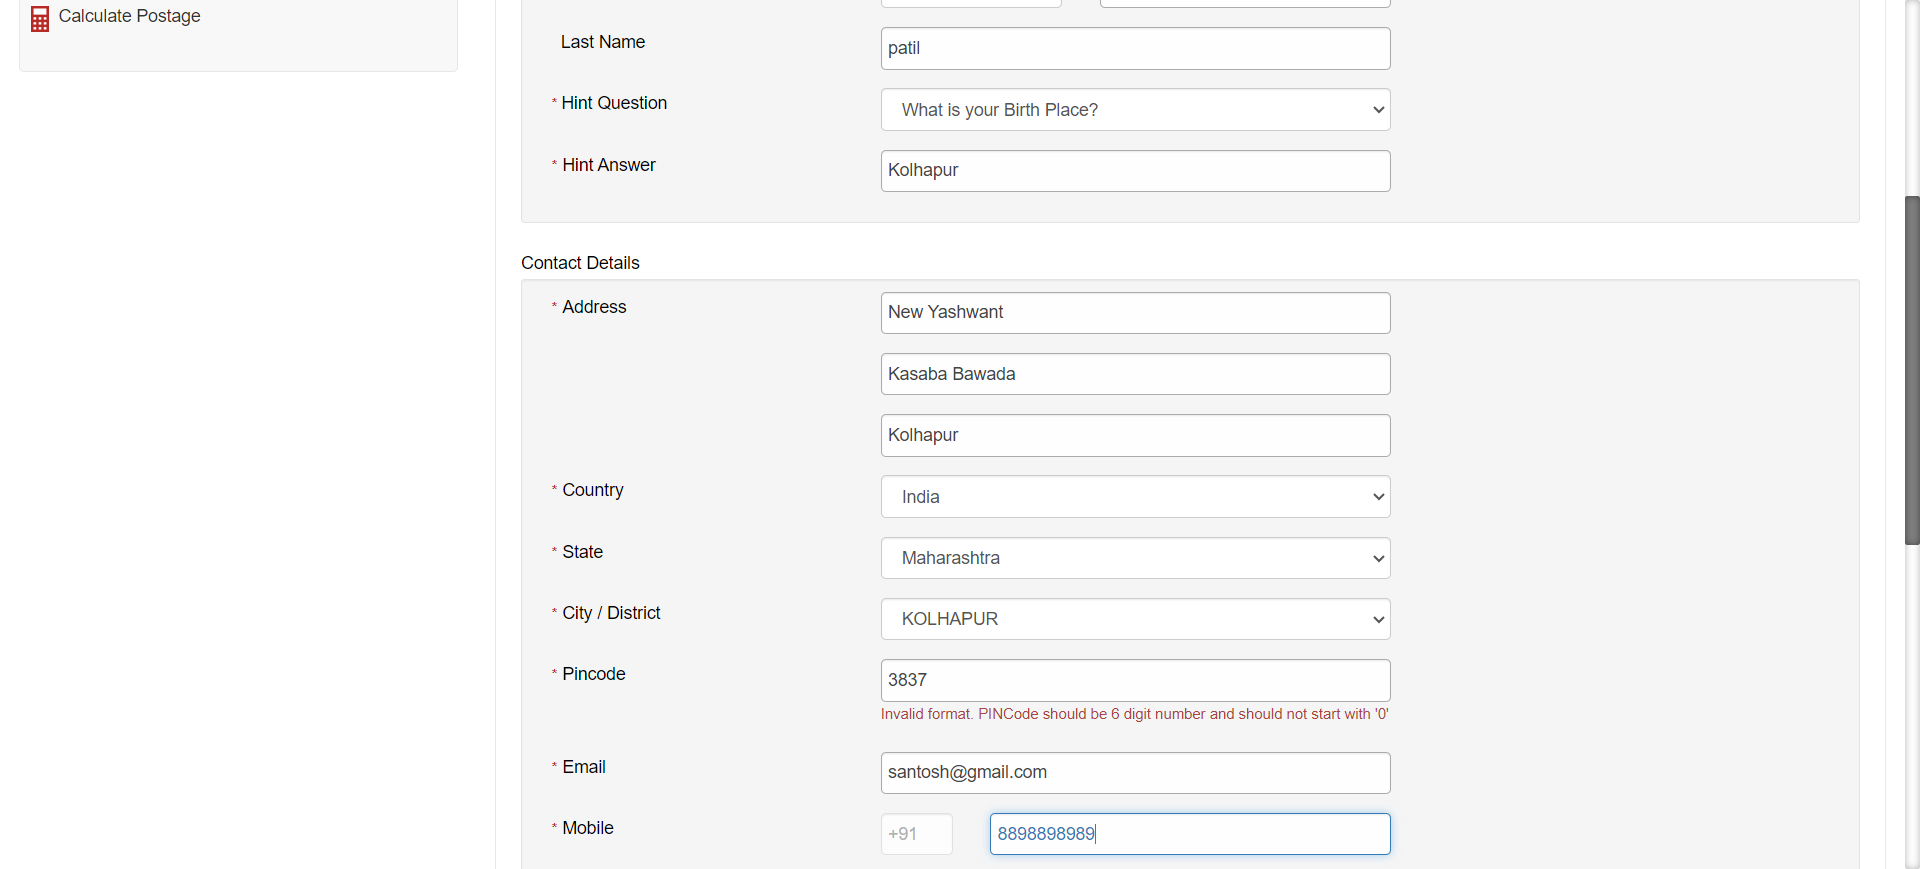 Calculate Postage
Last Name
patil
* Hint Question
What is your Birth Place?
* Hint Answer
Kolhapur
Contact Details
* Address
New Yashwant
Kasaba Bawada
Kolhapur
* Country
India
* State
Maharashtra
* City / District
KOLHAPUR
* Pincode
3837
Invalid format. PINCode should be 6 digit number and should not start with '0'
* Email
santosh@gmail.com
* Mobile
+91
8898898989